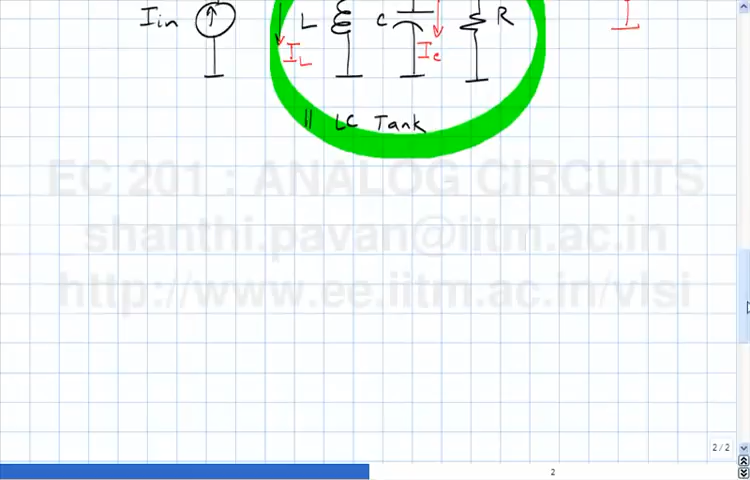 Iin L C R I
IL Ic
|| LC Tank
EC 201 : ANALOG CIRCUITS
shanthi.pavan@iitm.ac.in
http://www.ee.iitm.ac.in/vlsi
2 / 2
2